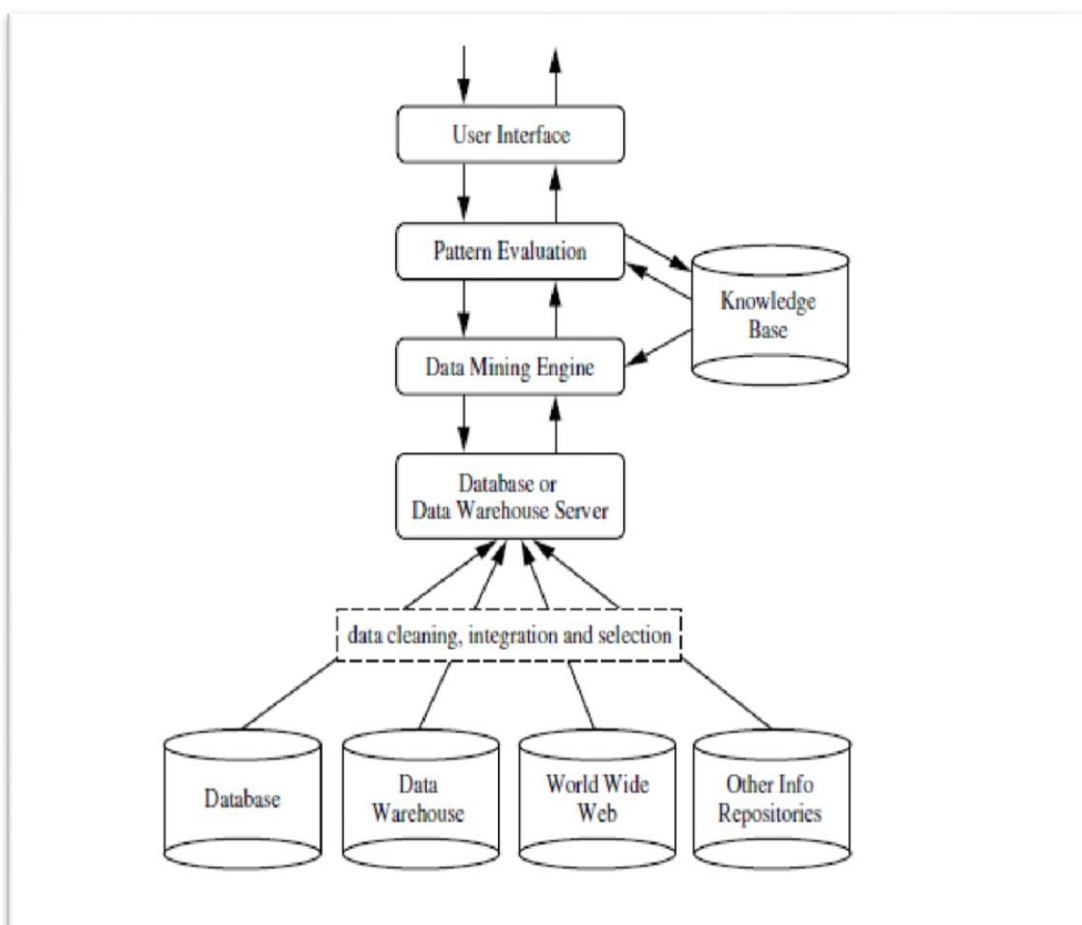 User Interface
Pattern Evaluation
Knowledge
Base
Data Mining Engine
Database or
Data Warehouse Server
data cleaning, integration and selection
Database
Data
Warehouse
World Wide
Web
Other Info
Repositories